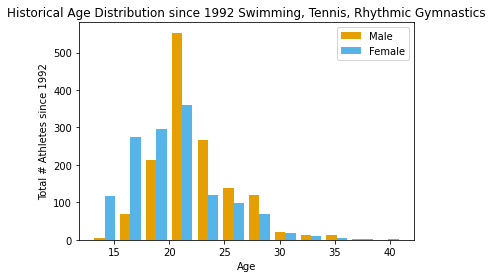 Historical Age Distribution since 1992 Swimming, Tennis, Rhythmic Gymnastics
Male
Female
Total # Athletes since 1992
500
400
300
200
100
0
15 20 25 30 35 40
Age